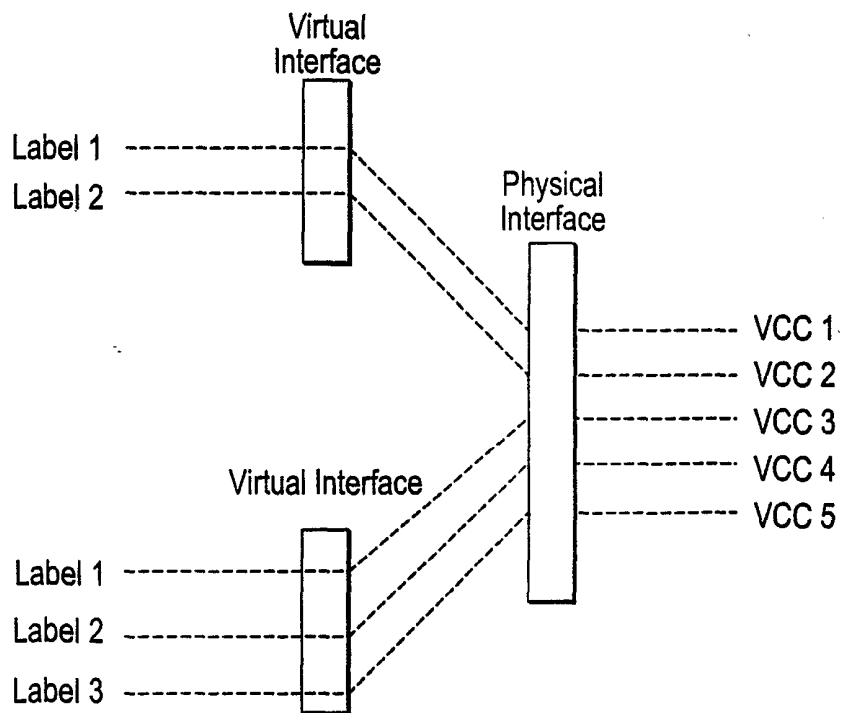 Virtual
Interface
Label 1
Label 2
Physical
Interface
VCC 1
VCC 2
VCC 3
VCC 4
VCC 5
Virtual Interface
Label 1
Label 2
Label 3